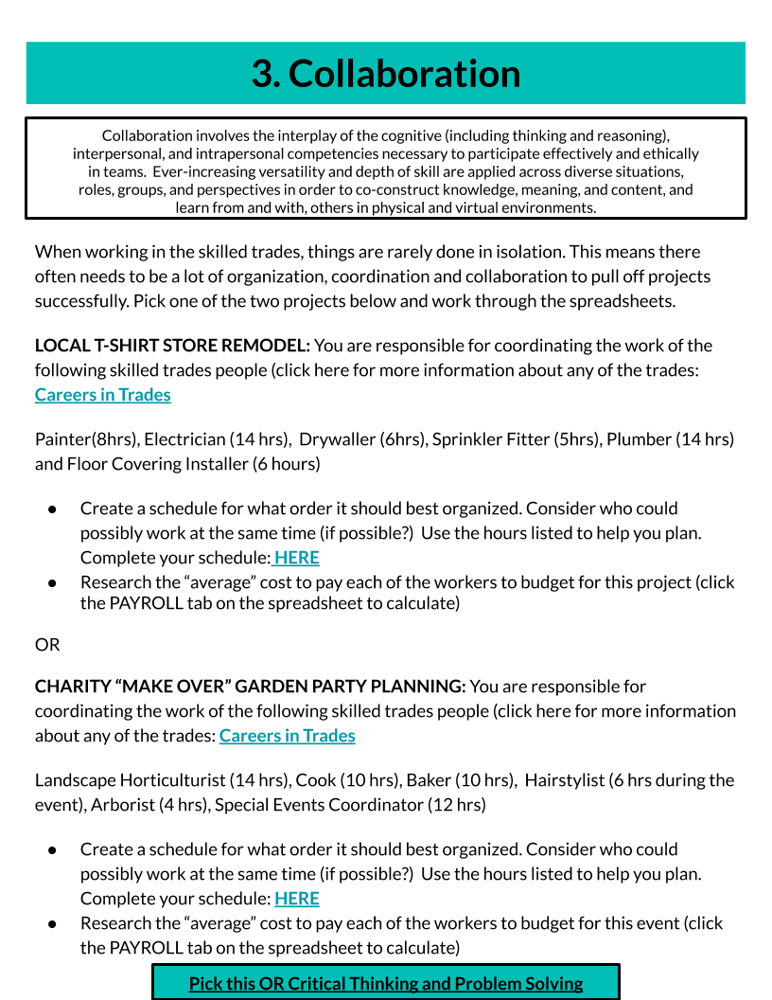 3. Collaboration
Collaboration involves the interplay of the cognitive (including thinking and reasoning),
interpersonal, and intrapersonal competencies necessary to participate effectively and ethically
in teams.  Ever-increasing versatility and depth of skill are applied across diverse situations,
roles, groups, and perspectives in order to co-construct knowledge, meaning, and content, and
learn from and with, others in physical and virtual environments.
When working in the skilled trades, things are rarely done in isolation. This means there
often needs to be a lot of organization, coordination and collaboration to pull off projects
successfully. Pick one of the two projects below and work through the spreadsheets.
LOCAL T-SHIRT STORE REMODEL: You are responsible for coordinating the work of the
following skilled trades people (click here for more information about any of the trades:
Careers in Trades
Painter(8hrs), Electrician (14 hrs),  Drywaller (6hrs), Sprinkler Fitter (5hrs), Plumber (14 hrs)
and Floor Covering Installer (6 hours)
● Create a schedule for what order it should best organized. Consider who could
possibly work at the same time (if possible?)  Use the hours listed to help you plan.
Complete your schedule: HERE
● Research the “average” cost to pay each of the workers to budget for this project (click
the PAYROLL tab on the spreadsheet to calculate)
OR
CHARITY “MAKE OVER” GARDEN PARTY PLANNING: You are responsible for
coordinating the work of the following skilled trades people (click here for more information
about any of the trades: Careers in Trades
Landscape Horticulturist (14 hrs), Cook (10 hrs), Baker (10 hrs),  Hairstylist (6 hrs during the
event), Arborist (4 hrs), Special Events Coordinator (12 hrs)
● Create a schedule for what order it should best organized. Consider who could
possibly work at the same time (if possible?)  Use the hours listed to help you plan.
Complete your schedule: HERE
● Research the “average” cost to pay each of the workers to budget for this event (click
the PAYROLL tab on the spreadsheet to calculate)
Pick this OR Critical Thinking and Problem Solving